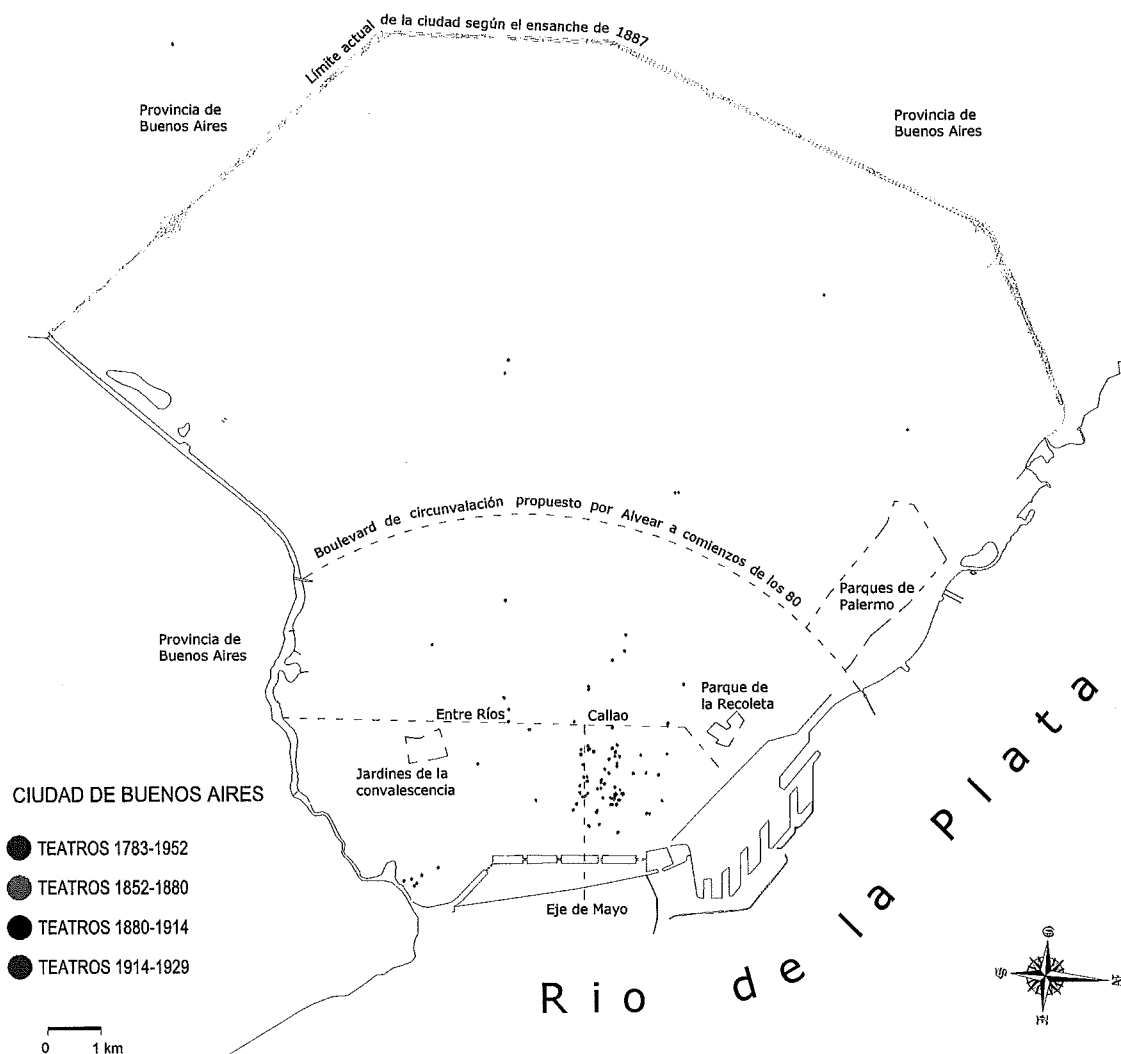 Límite actual de la ciudad según el ensanche de 1887
Provincia de
Buenos Aires
Provincia de
Buenos Aires
Boulevard de circunvalación propuesto por Alvear a comienzos de los 80
Parques de
Palermo
Provincia de
Buenos Aires
Parque de
la Recoleta
Entre Ríos
Callao
Jardines de la
convalescencia
CIUDAD DE BUENOS AIRES
TEATROS 1783-1952
TEATROS 1852-1880
TEATROS 1880-1914
TEATROS 1914-1929
Eje de Mayo
Rio de la Plata
0 1 km